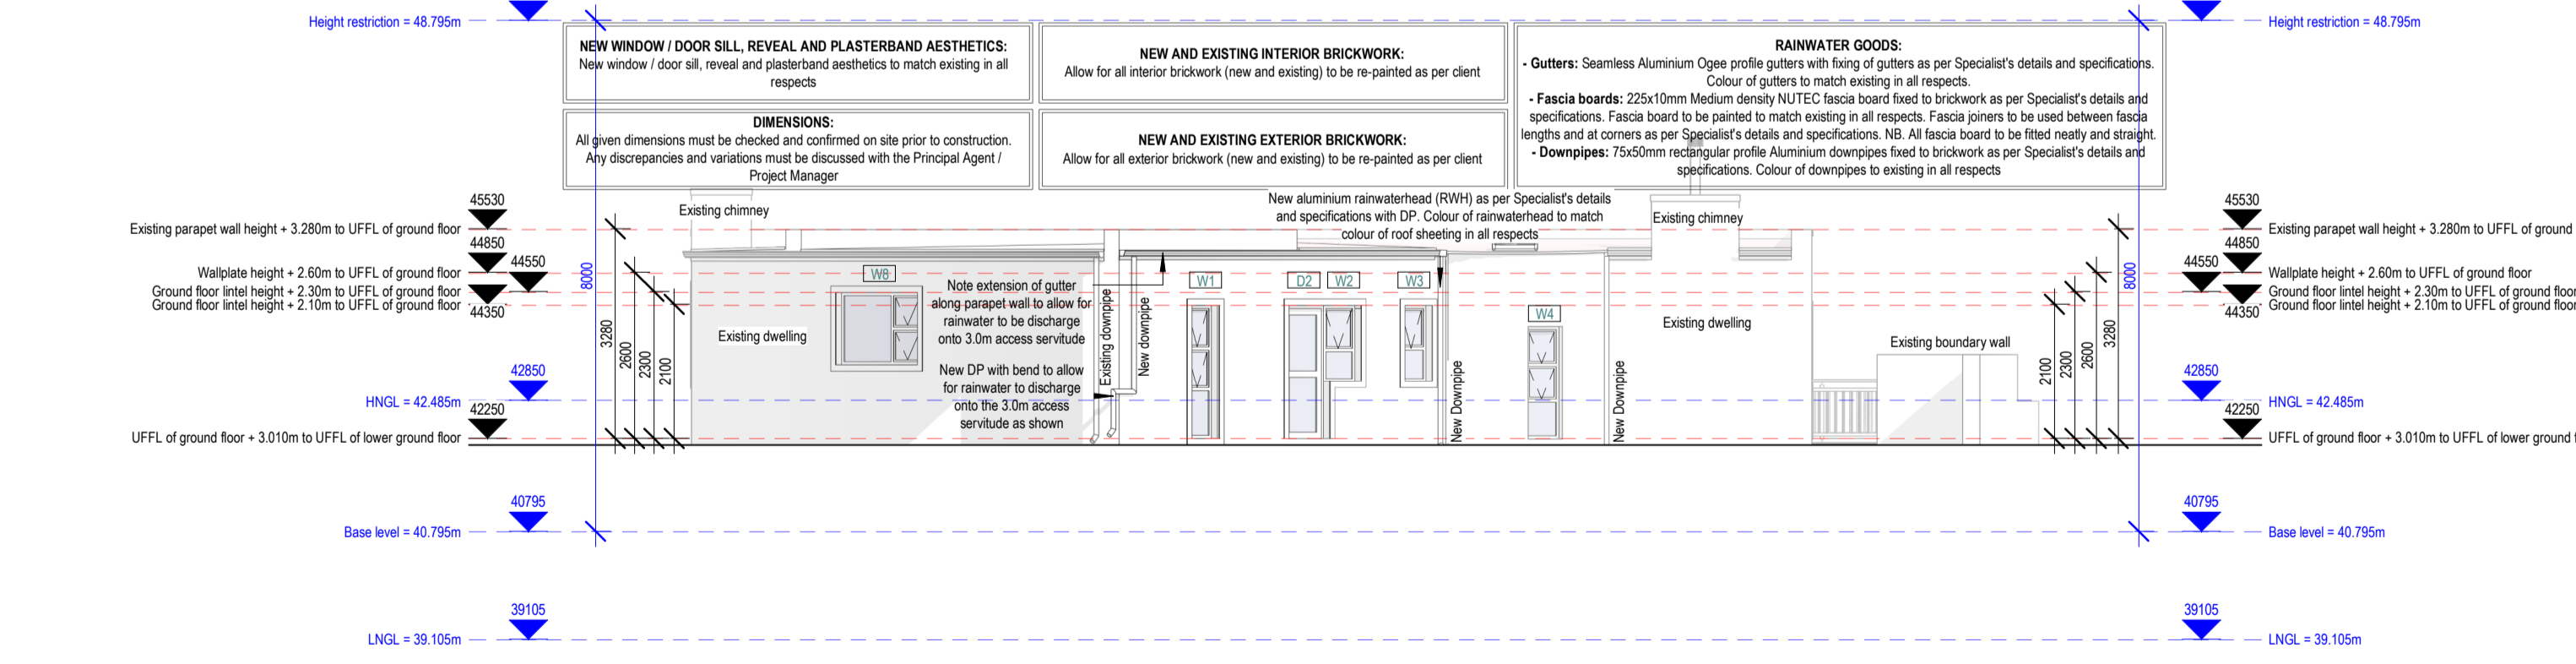 Height restriction = 48.795m
Height restriction = 48.795m
NEW WINDOW / DOOR SILL, REVEAL AND PLASTERBAND AESTHETICS:
New window / door sill, reveal and plasterband aesthetics to match existing in all
respects
NEW AND EXISTING INTERIOR BRICKWORK:
Allow for all interior brickwork (new and existing) to be re-painted as per client
RAINWATER GOODS:
- Gutters: Seamless Aluminium Ogee profile gutters with fixing of gutters as per Specialist's details and specifications.
Colour of gutters to match existing in all respects.
- Fascia boards: 225x10mm Medium density NUTEC fascia board fixed to brickwork as per Specialist's details and
specifications. Fascia board to be painted to match existing in all respects. Fascia joiners to be used between fascia
lengths and at corners as per Specialist's details and specifications. NB. All fascia board to be fitted neatly and straight.
- Downpipes: 75x50mm rectangular profile Aluminium downpipes fixed to brickwork as per Specialist's details and
specifications. Colour of downpipes to existing in all respects
DIMENSIONS:
All given dimensions must be checked and confirmed on site prior to construction.
Any discrepancies and variations must be discussed with the Principal Agent /
Project Manager
NEW AND EXISTING EXTERIOR BRICKWORK:
Allow for all exterior brickwork (new and existing) to be re-painted as per client
New aluminium rainwaterhead (RWH) as per Specialist's details
and specifications with DP. Colour of rainwaterhead to match
colour of roof sheeting in all respects
45530
Existing parapet wall height + 3.280m to UFFL of ground floor
44850
44550
Wallplate height + 2.60m to UFFL of ground floor
Ground floor lintel height + 2.30m to UFFL of ground floor
Ground floor lintel height + 2.10m to UFFL of ground floor
44350
42850
HNGL = 42.485m
42250
UFFL of ground floor + 3.010m to UFFL of lower ground floor
40795
Base level = 40.795m
39105
LNGL = 39.105m
8000
3280
2600
2300
2100
Existing chimney
Existing dwelling
W8
Note extension of gutter
along parapet wall to allow for
rainwater to be discharge
onto 3.0m access servitude
New DP with bend to allow
for rainwater to discharge
onto the 3.0m access
servitude as shown
Existing downpipe
New downpipe
W1
D2
W2
W3
New Downpipe
W4
New Downpipe
Existing chimney
Existing dwelling
Existing boundary wall
2100
2300
2600
3280
8000
45530
Existing parapet wall height + 3.280m to UFFL of ground
44850
44550
Wallplate height + 2.60m to UFFL of ground floor
Ground floor lintel height + 2.30m to UFFL of ground floor
Ground floor lintel height + 2.10m to UFFL of ground floor
44350
42850
HNGL = 42.485m
42250
UFFL of ground floor + 3.010m to UFFL of lower ground
40795
Base level = 40.795m
39105
LNGL = 39.105m